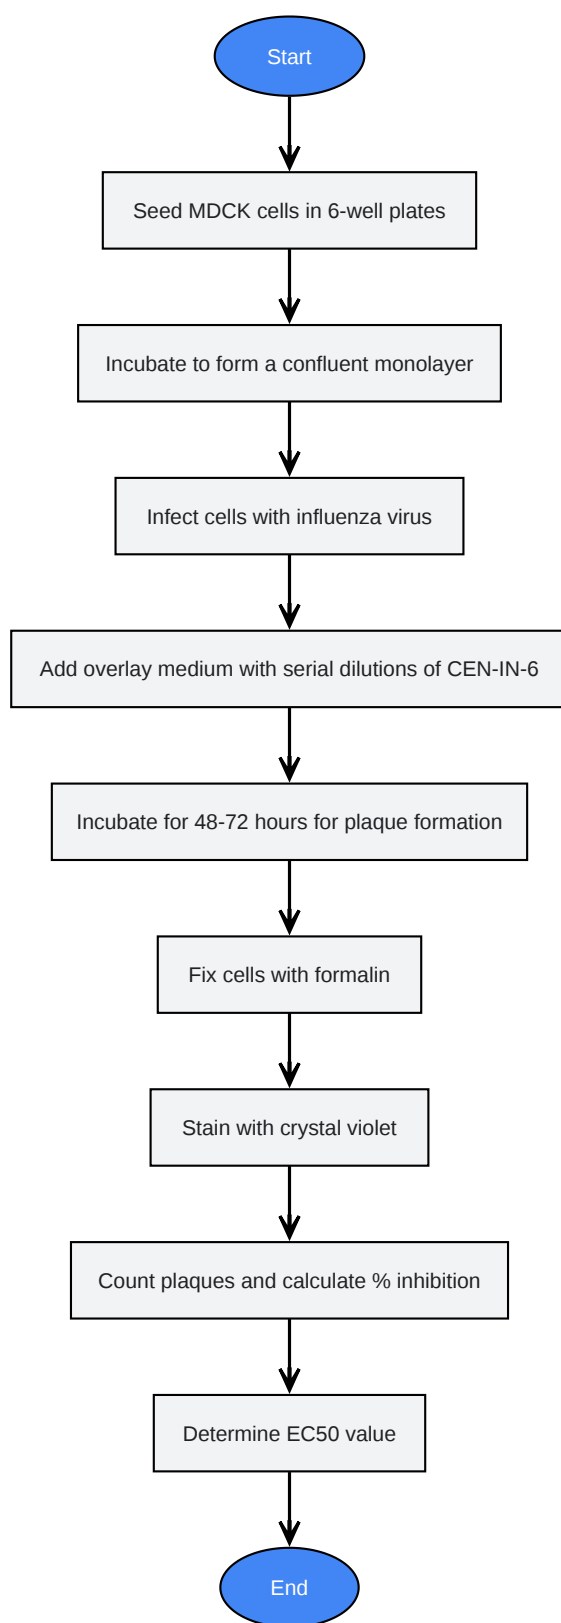 Start
Seed MDCK cells in 6-well plates
Incubate to form a confluent monolayer
Infect cells with influenza virus
Add overlay medium with serial dilutions of CEN-IN-6
Incubate for 48-72 hours for plaque formation
Fix cells with formalin
Stain with crystal violet
Count plaques and calculate % inhibition
Determine EC50 value
End